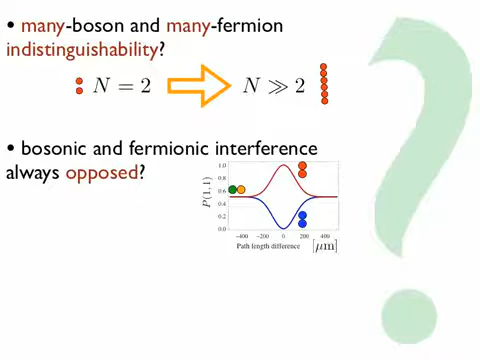 • many-boson and many-fermion
indistinguishability?
N = 2 N ≫ 2
• bosonic and fermionic interference
always opposed?
P(1,1)
1.0
0.8
0.6
0.4
0.2
0.0
-400 -200 0 200 400
Path length difference [μm]
?